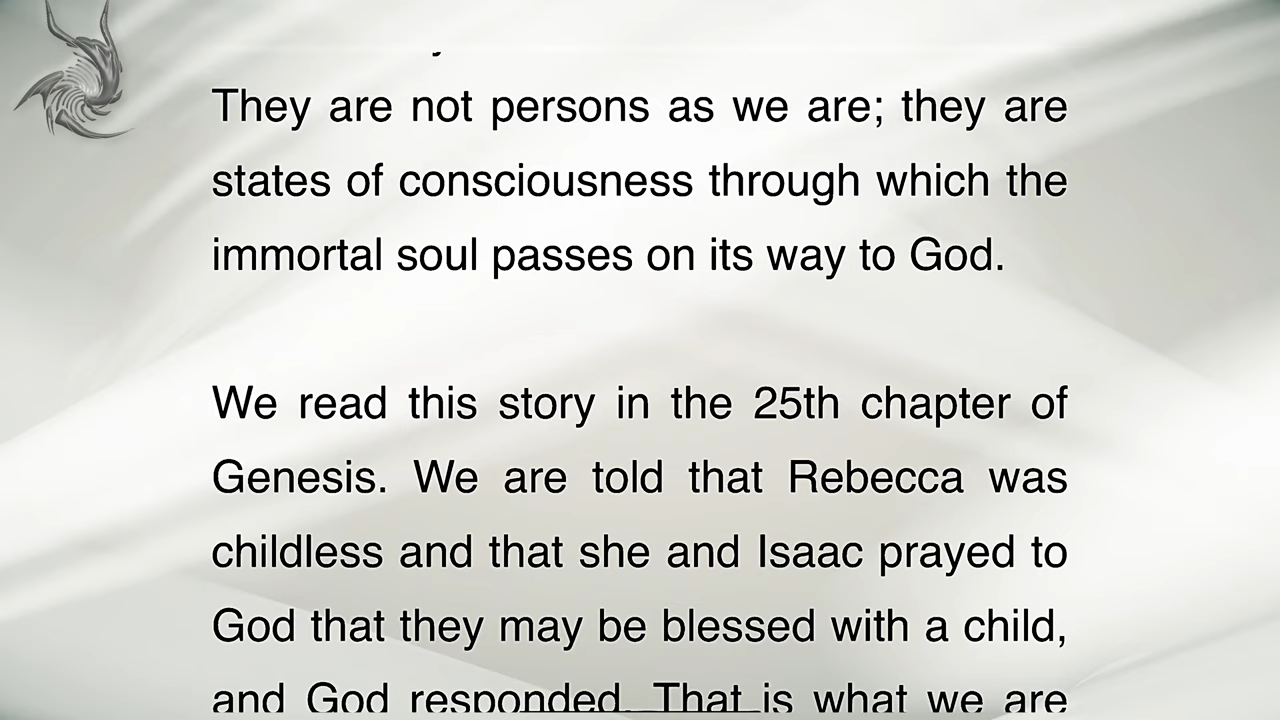 They are not persons as we are; they are
states of consciousness through which the
immortal soul passes on its way to God.
We read this story in the 25th chapter of
Genesis. We are told that Rebecca was
childless and that she and Isaac prayed to
God that they may be blessed with a child,
and God responded. That is what we are